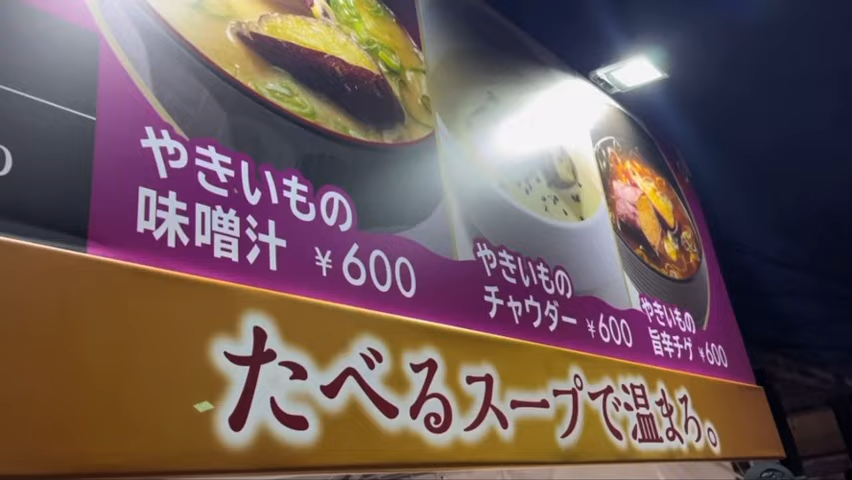 やきいもの
味噌汁 ¥600
やきいもの
チャウダー ¥600
やきいもの
旨辛チゲ ¥600
たべるスープで温まろ。